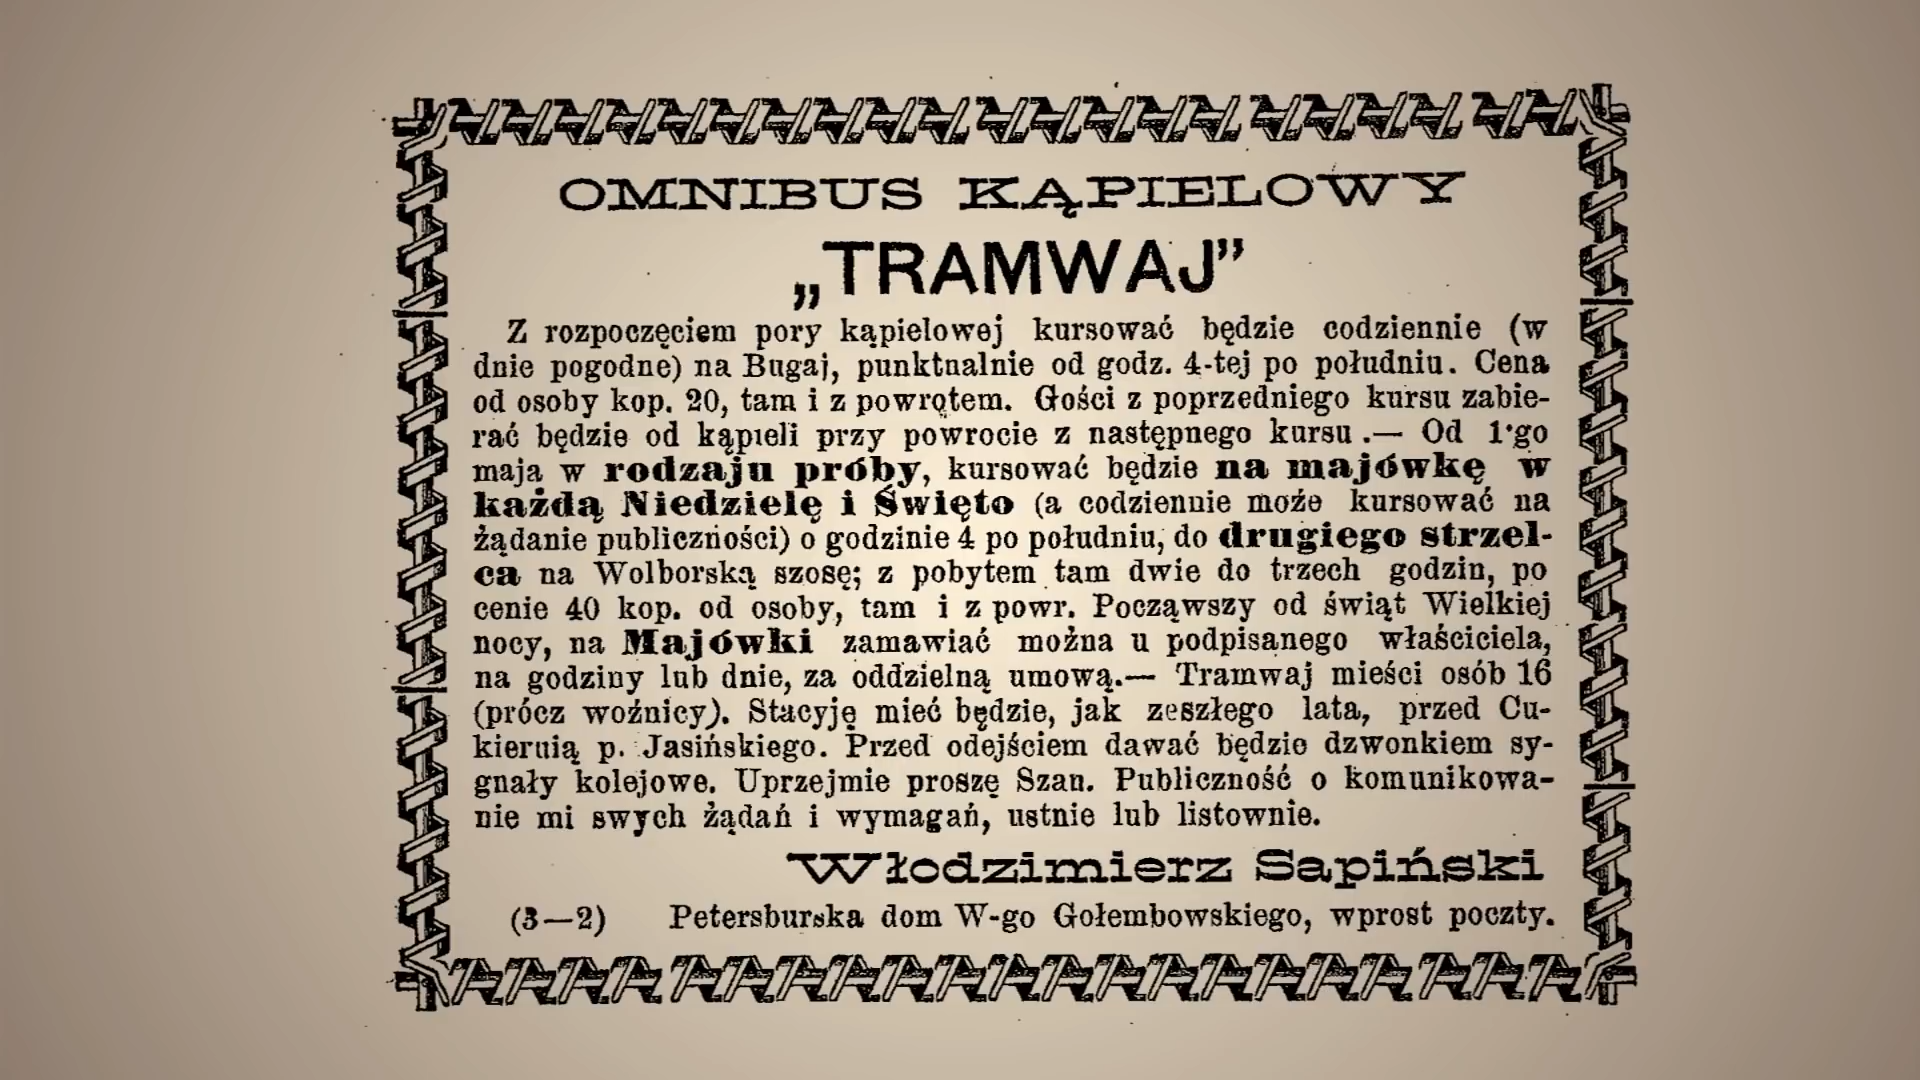 OMNIBUS KĄPIELOWY
„TRAMWAJ”
Z rozpoczęciem pory kąpielowej kursować będzie codziennie (w
dnie pogodne) na Bugaj, punktualnie od godz. 4-tej po południu. Cena
od osoby kop. 20, tam i z powrotem. Gości z poprzedniego kursu zabie-
rać będzie od kąpieli przy powrocie z następnego kursu.— Od 1-go
maja w rodzaju próby, kursować będzie na majówkę w
każdą Niedzielę i Święto (a codziennie może kursować na
żądanie publiczności) o godzinie 4 po południu, do drugiego strzel-
ca na Wolborską szosę; z pobytem tam dwie do trzech godzin, po
cenie 40 kop. od osoby, tam i z powr. Począwszy od świąt Wielkiej
nocy, na Majówki zamawiać można u podpisanego właściciela,
na godziny lub dnie, za oddzielną umową.— Tramwaj mieści osób 16
(prócz woźnicy). Stacyję mieć będzie, jak zeszłego lata, przed Cu-
kiernią p. Jasińskiego. Przed odejściem dawać będzie dzwonkiem sy-
gnały kolejowe. Uprzejmie proszę Szan. Publiczność o komunikowa-
nie mi swych żądań i wymagań, ustnie lub listownie.
Włodzimierz Sapiński
(3—2) Petersburska dom W-go Gołembowskiego, wprost poczty.